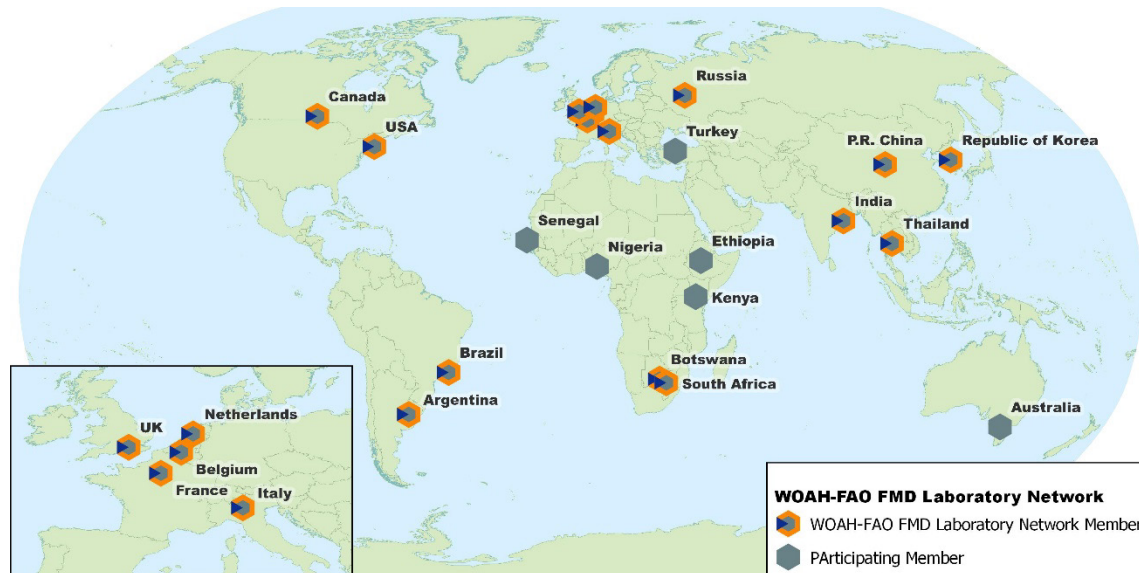 Canada
USA
Russia
Turkey
P.R. China
Republic of Korea
India
Thailand
Senegal
Nigeria
Ethiopia
Kenya
Brazil
Argentina
Botswana
South Africa
Australia
UK
Netherlands
Belgium
France
Italy
WOAH-FAO FMD Laboratory Network
WOAH-FAO FMD Laboratory Network Member
PArticipating Member